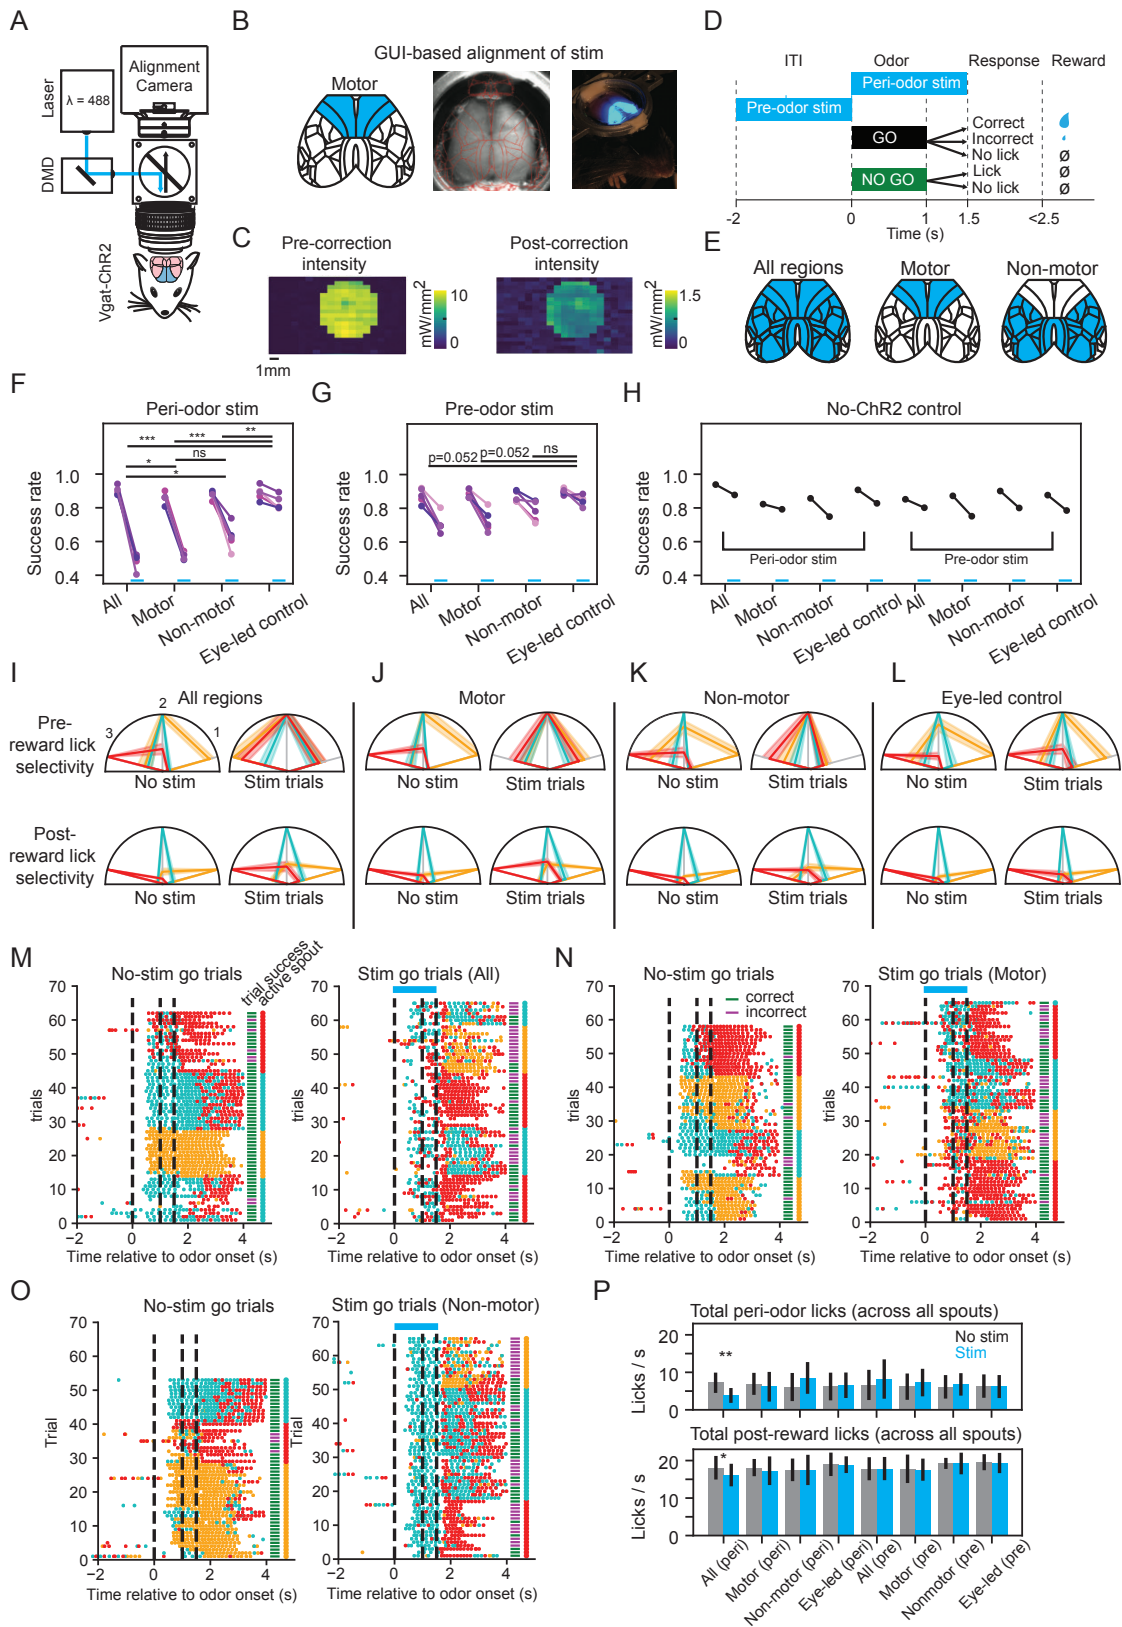 A
Alignment
Camera
Laser
λ = 488
DMD
Vgat-ChR2
B
GUI-based alignment of stim
Motor
C
Pre-correction
intensity
10
0
mW/mm2
1mm
Post-correction
intensity
1.5
0
mW/mm2
D
ITI
Odor
Response
Reward
Peri-odor stim
Pre-odor stim
GO
Correct
Incorrect
No lick
ø
NO GO
Lick
ø
No lick
ø
-2
0
1
1.5
<2.5
Time (s)
E
All regions
Motor
Non-motor
F
Peri-odor stim
***
***
**
ns
*
*
Success rate
1.0
0.8
0.6
0.4
All
Motor
Non-motor
Eye-led control
G
Pre-odor stim
p=0.052
p=0.052
ns
Success rate
1.0
0.8
0.6
0.4
All
Motor
Non-motor
Eye-led control
H
No-ChR2 control
Success rate
1.0
0.8
0.6
0.4
Peri-odor stim
Pre-odor stim
All
Motor
Non-motor
Eye-led control
All
Motor
Non-motor
Eye-led control
I
All regions
Pre-
reward lick
selectivity
3
2
1
No stim
Stim trials
Post-
reward lick
selectivity
No stim
Stim trials
J
Motor
No stim
Stim trials
No stim
Stim trials
K
Non-motor
No stim
Stim trials
No stim
Stim trials
L
Eye-led control
No stim
Stim trials
No stim
Stim trials
M
No-stim go trials
trial success
active spout
trials
70
60
50
40
30
20
10
0
−2
0
2
4
Time relative to odor onset (s)
Stim go trials (All)
70
60
50
40
30
20
10
0
−2
0
2
4
Time relative to odor onset (s)
N
No-stim go trials
correct
incorrect
trials
70
60
50
40
30
20
10
0
−2
0
2
4
Time relative to odor onset (s)
Stim go trials (Motor)
trials
70
60
50
40
30
20
10
0
−2
0
2
4
Time relative to odor onset (s)
O
No-stim go trials
Trial
70
60
50
40
30
20
10
0
−2
0
2
4
Time relative to odor onset (s)
Stim go trials (Non-motor)
Trial
70
60
50
40
30
20
10
0
−2
0
2
4
Time relative to odor onset (s)
P
Total peri-odor licks (across all spouts)
No stim
Stim
**
Licks / s
20
10
0
Total post-reward licks (across all spouts)
*
Licks / s
20
10
0
All (peri)
Motor (peri)
Non-motor (peri)
Eye-led (peri)
All (pre)
Motor (pre)
Nonmotor (pre)
Eye-led (pre)